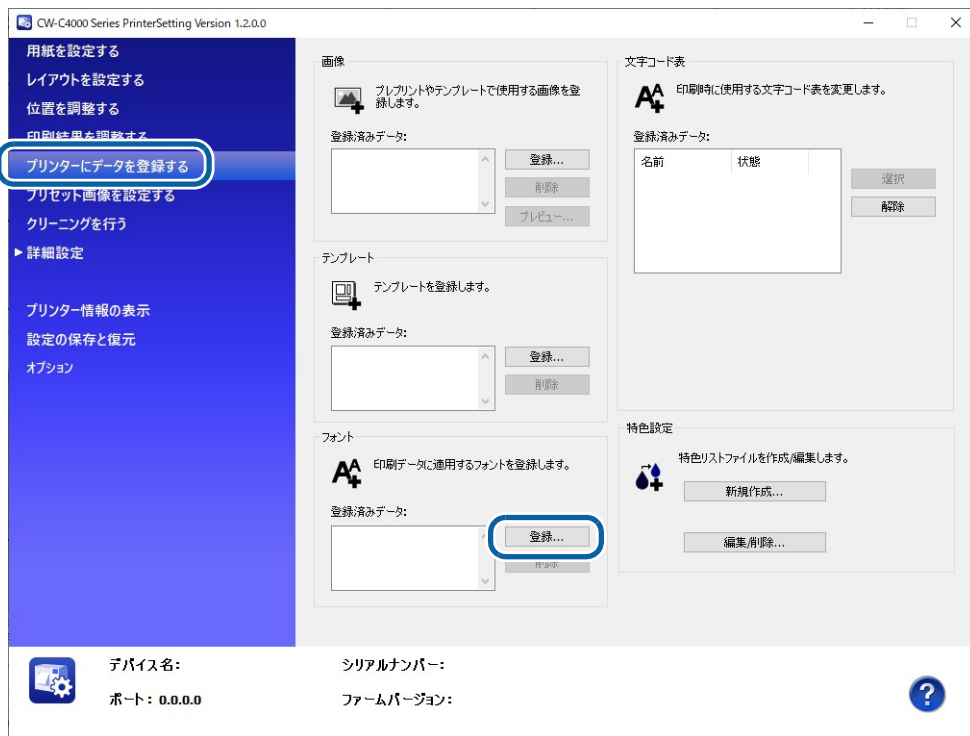 CW-C4000 Series PrinterSetting Version 1.2.0.0
用紙を設定する
レイアウトを設定する
位置を調整する
印刷結果を調整する
プリンターにデータを登録する
プリセット画像を設定する
クリーニングを行う
詳細設定
プリンター情報の表示
設定の保存と復元
オプション
画像
プレプリントやテンプレートで使用する画像を登
録します。
登録済みデータ:
登録...
削除
プレビュー...
テンプレート
テンプレートを登録します。
登録済みデータ:
登録...
削除
フォント
印刷データに適用するフォントを登録します。
登録済みデータ:
登録...
削除
文字コード表
印刷時に使用する文字コード表を変更します。
登録済みデータ:
名前 状態
選択
解除
特色設定
特色リストファイルを作成/編集します。
新規作成...
編集/削除...
デバイス名: シリアルナンバー:
ポート: 0.0.0.0 ファームバージョン:
?